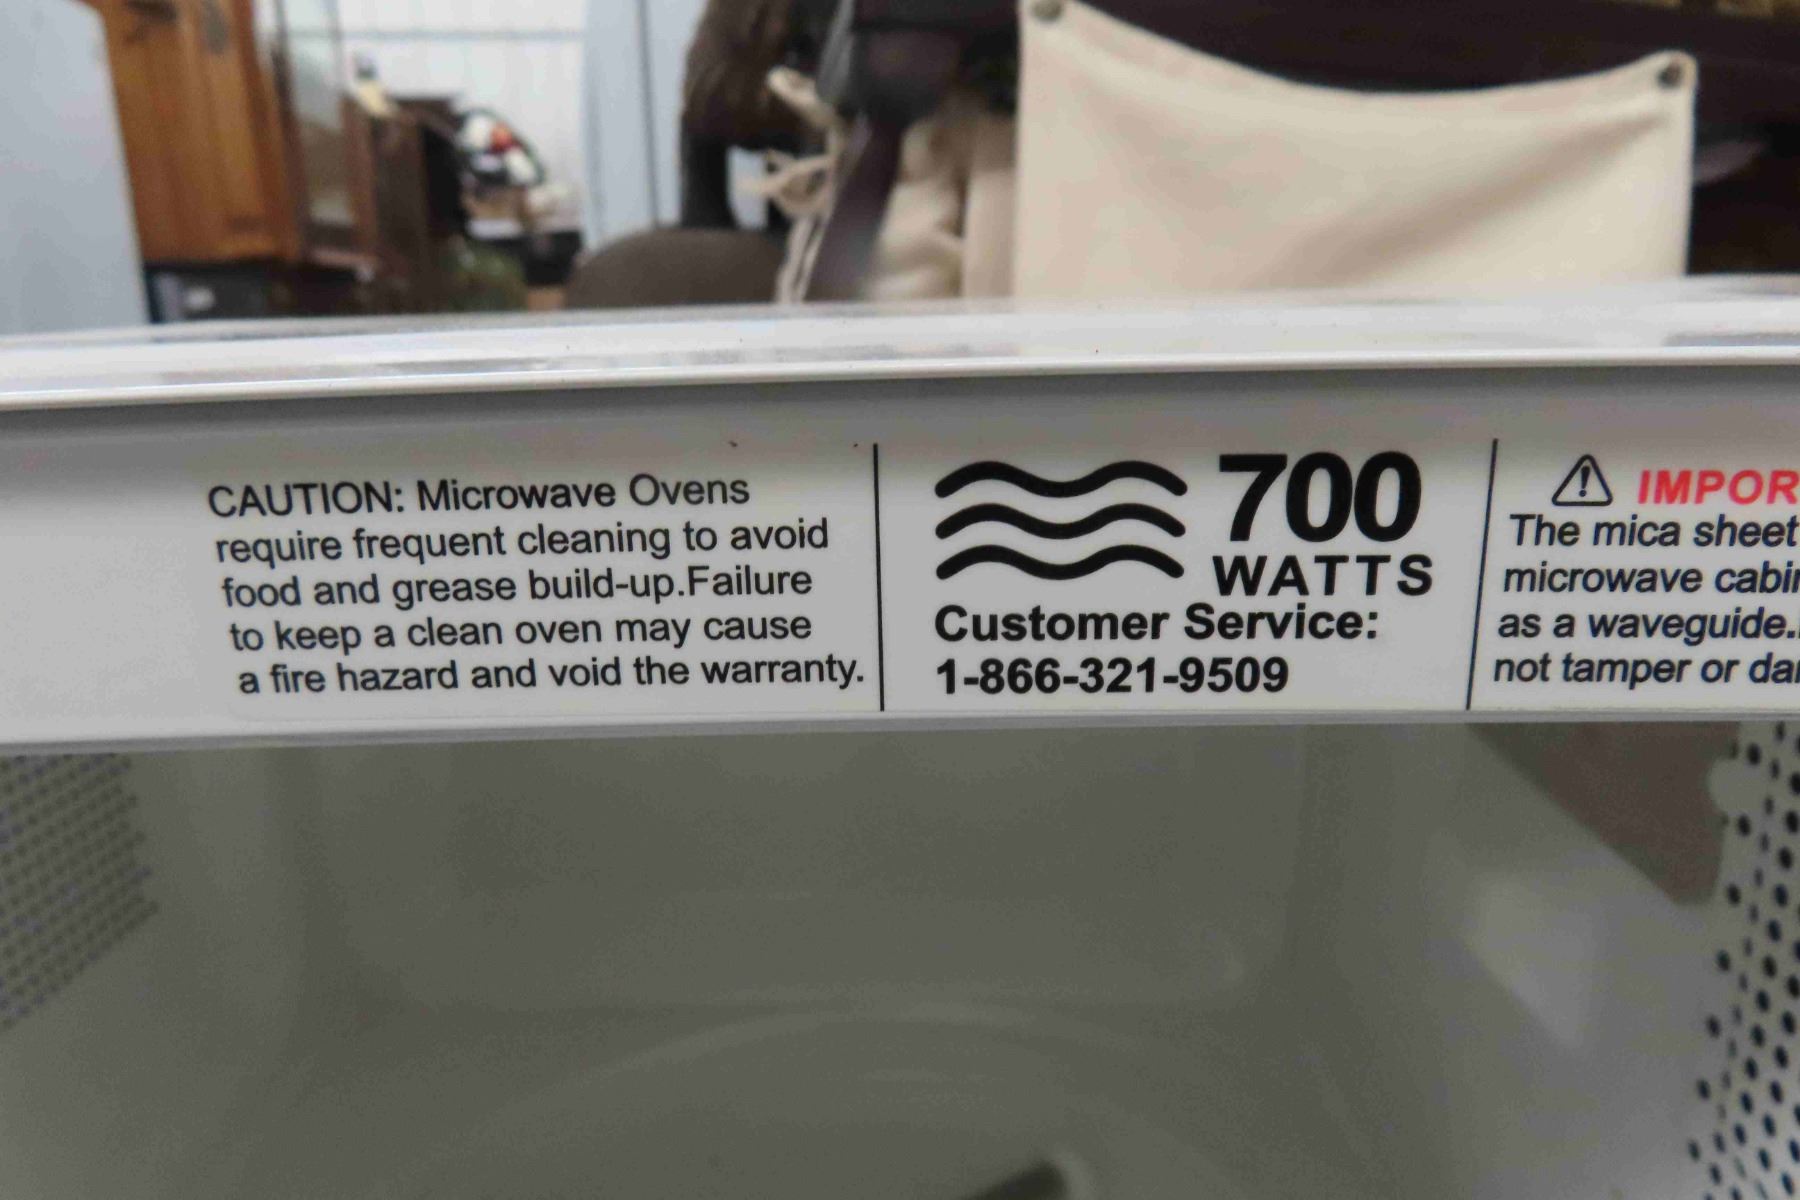 CAUTION: Microwave Ovens
require frequent cleaning to avoid
food and grease build-up.Failure
to keep a clean oven may cause
a fire hazard and void the warranty.
700
WATTS
Customer Service:
1-866-321-9509
IMPOR
The mica sheet
microwave cabin
as a waveguide.
not tamper or da